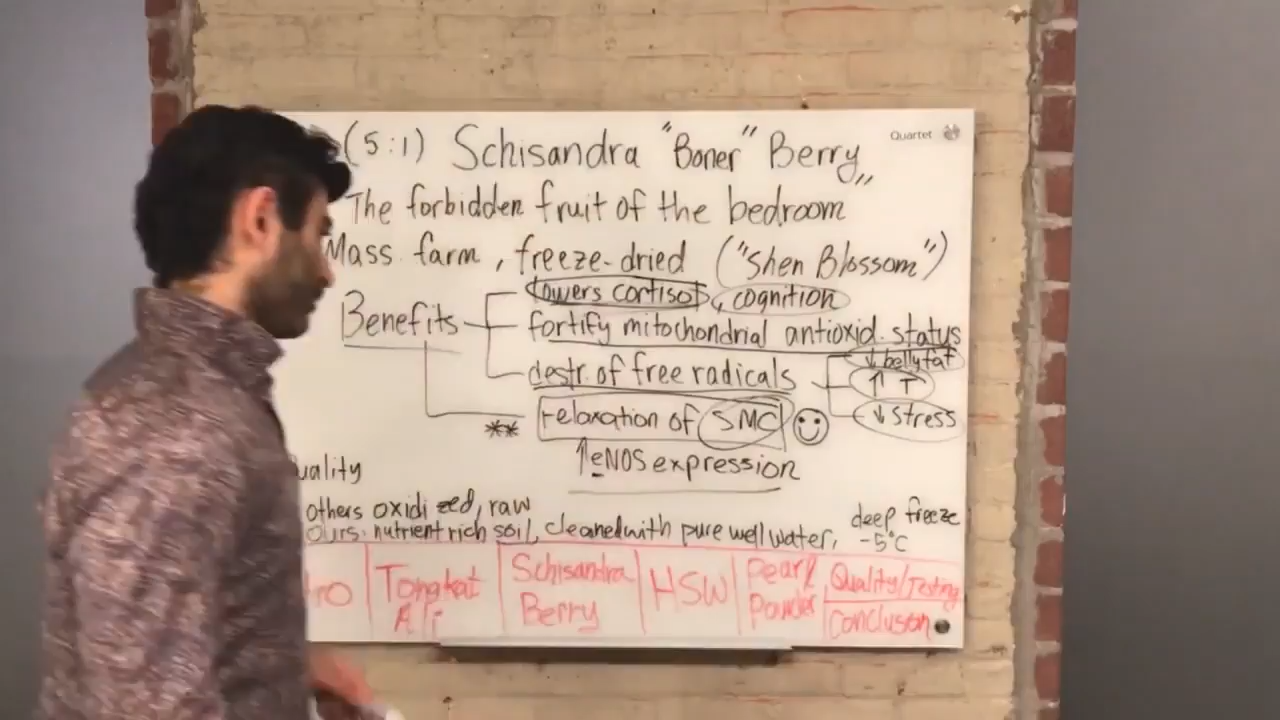 Quartet
(5:1) Schisandra "Boner" Berry,,
The forbidden fruit of the bedroom
Mass farm, freeze-dried ("Shen Blossom")
lowers cortisol, cognition
Benefits
fortify mitochondrial antioxid. status
destr. of free radicals
↓ bellyfat
↑ T
↓ stress
** relaxation of SMC
↑ eNOS expression
uality
others oxidized, raw
ours: nutrient rich soil, cleaned with pure well water, deep freeze
-5°C
ro
Tongkat
Ali
Schisandra
Berry
HSW
Pearl
Powder
Quality/Testing
Conclusion